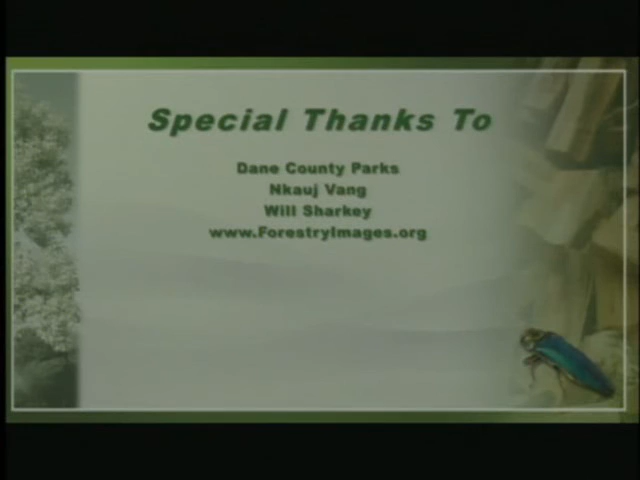 Special Thanks To
Dane County Parks
Nkauj Vang
Will Sharkey
www.ForestryImages.org